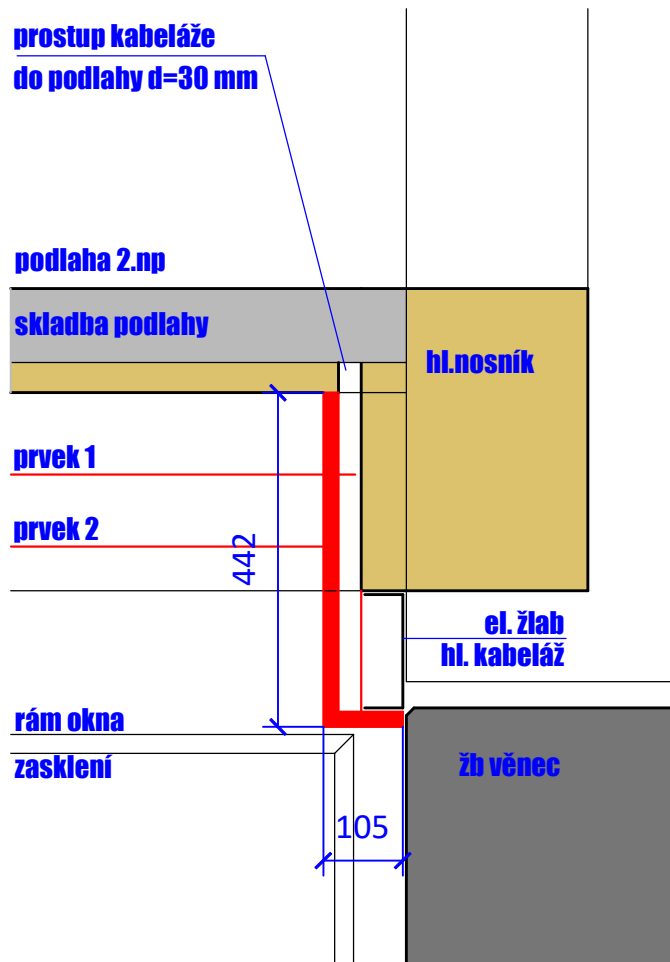 prostup kabeláže
do podlahy d=30 mm
podlaha 2.np
skladba podlahy
hl.nosník
prvek 1
prvek 2
442
el. žlab
hl. kabeláž
rám okna
zasklení
žb věnec
105